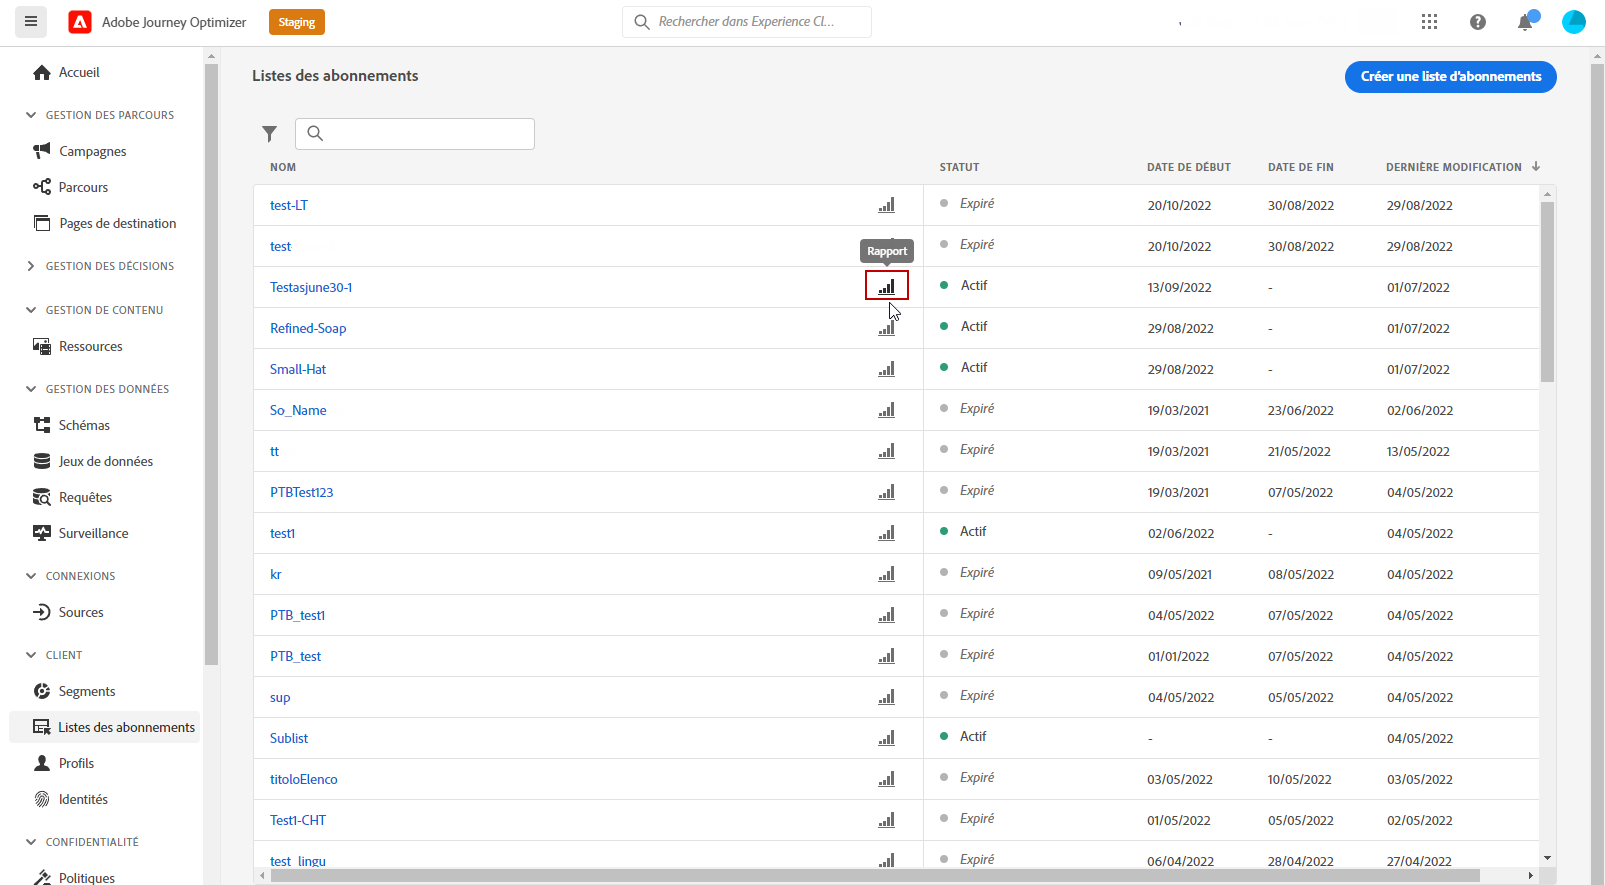 Adobe Journey Optimizer
Staging
Rechercher dans Experience Cl...
Accueil
GESTION DES PARCOURS
Campagnes
Parcours
Pages de destination
GESTION DES DÉCISIONS
GESTION DE CONTENU
Ressources
GESTION DES DONNÉES
Schémas
Jeux de données
Requêtes
Surveillance
CONNEXIONS
Sources
CLIENT
Segments
Listes des abonnements
Profils
Identités
CONFIDENTIALITÉ
Politiques
Listes des abonnements
Créer une liste d'abonnements
NOM STATUT DATE DE DÉBUT DATE DE FIN DERNIÈRE MODIFICATION
test-LT Expiré 20/10/2022 30/08/2022 29/08/2022
test Expiré 20/10/2022 30/08/2022 29/08/2022
Rapport
Testasjune30-1 Actif 13/09/2022 - 01/07/2022
Refined-Soap Actif 29/08/2022 - 01/07/2022
Small-Hat Actif 29/08/2022 - 01/07/2022
So_Name Expiré 19/03/2021 23/06/2022 02/06/2022
tt Expiré 19/03/2021 21/05/2022 13/05/2022
PTBTest123 Expiré 19/03/2021 07/05/2022 04/05/2022
test1 Actif 02/06/2022 - 04/05/2022
kr Expiré 09/05/2021 08/05/2022 04/05/2022
PTB_test1 Expiré 04/05/2022 07/05/2022 04/05/2022
PTB_test Expiré 01/01/2022 07/05/2022 04/05/2022
sup Expiré 04/05/2022 05/05/2022 04/05/2022
Sublist Actif - - 04/05/2022
titoloElenco Expiré 03/05/2022 10/05/2022 03/05/2022
Test1-CHT Expiré 01/05/2022 05/05/2022 02/05/2022
test_lingu Expiré 06/04/2022 28/04/2022 27/04/2022